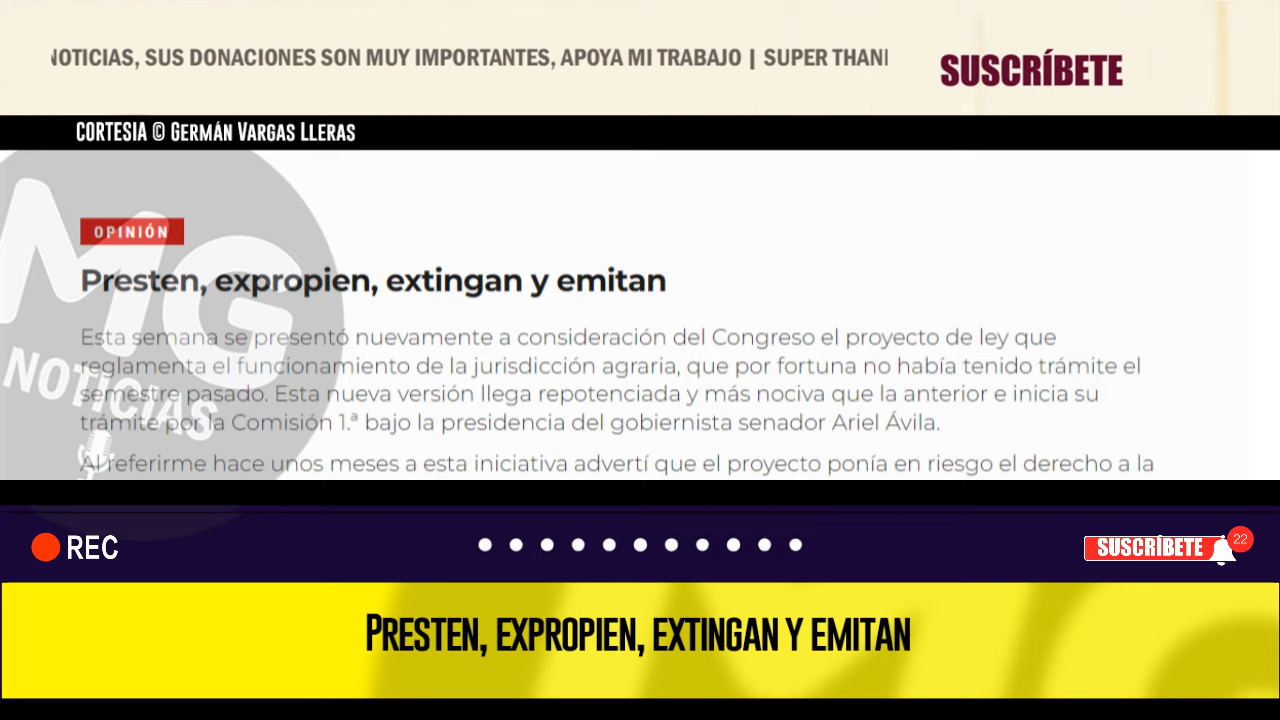 NOTICIAS, SUS DONACIONES SON MUY IMPORTANTES, APOYA MI TRABAJO | SUPER THAN
SUSCRÍBETE
CORTESIA © GERMÁN VARGAS LLERAS
OPINIÓN
Presten, expropien, extingan y emitan
Esta semana se presentó nuevamente a consideración del Congreso el proyecto de ley que
reglamenta el funcionamiento de la jurisdicción agraria, que por fortuna no había tenido trámite el
semestre pasado. Esta nueva versión llega repotenciada y más nociva que la anterior e inicia su
trámite por la Comisión 1.ª bajo la presidencia del gobiernista senador Ariel Ávila.
Al referirme hace unos meses a esta iniciativa advertí que el proyecto ponía en riesgo el derecho a la
MG
NOTICIAS
REC
SUSCRÍBETE
22
PRESTEN, EXPROPIEN, EXTINGAN Y EMITAN